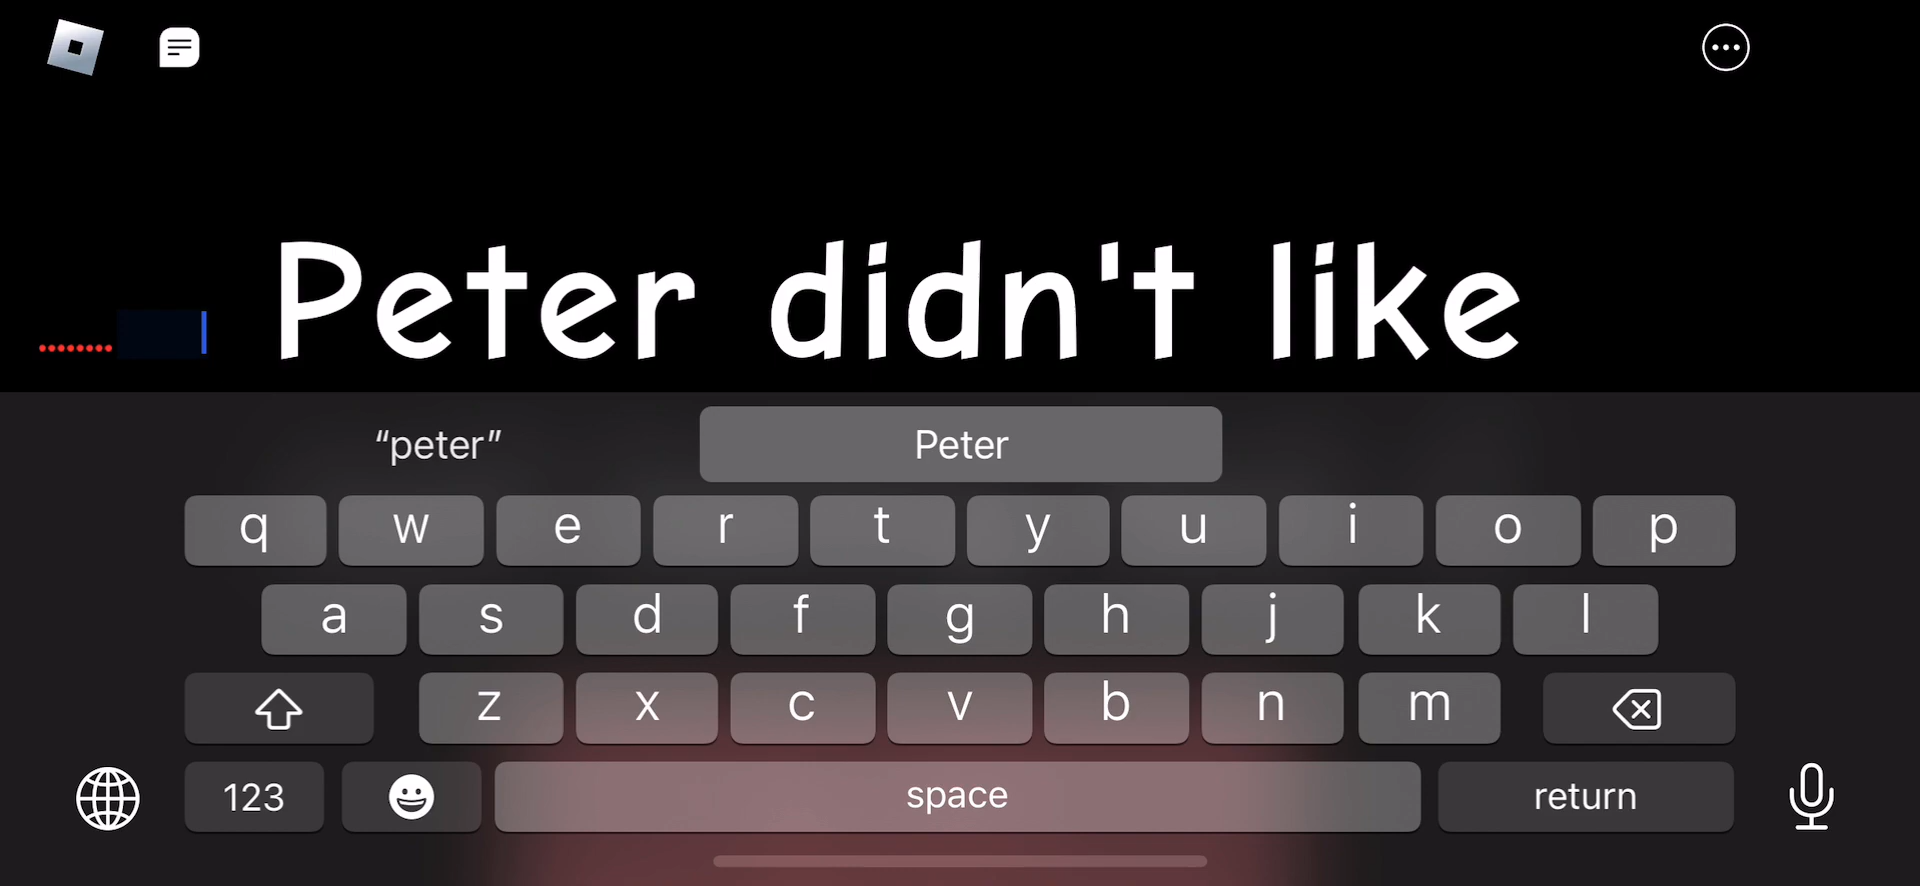 Peter didn't like
“peter” Peter
q w e r t y u i o p
a s d f g h j k l
z x c v b n m
123 space return